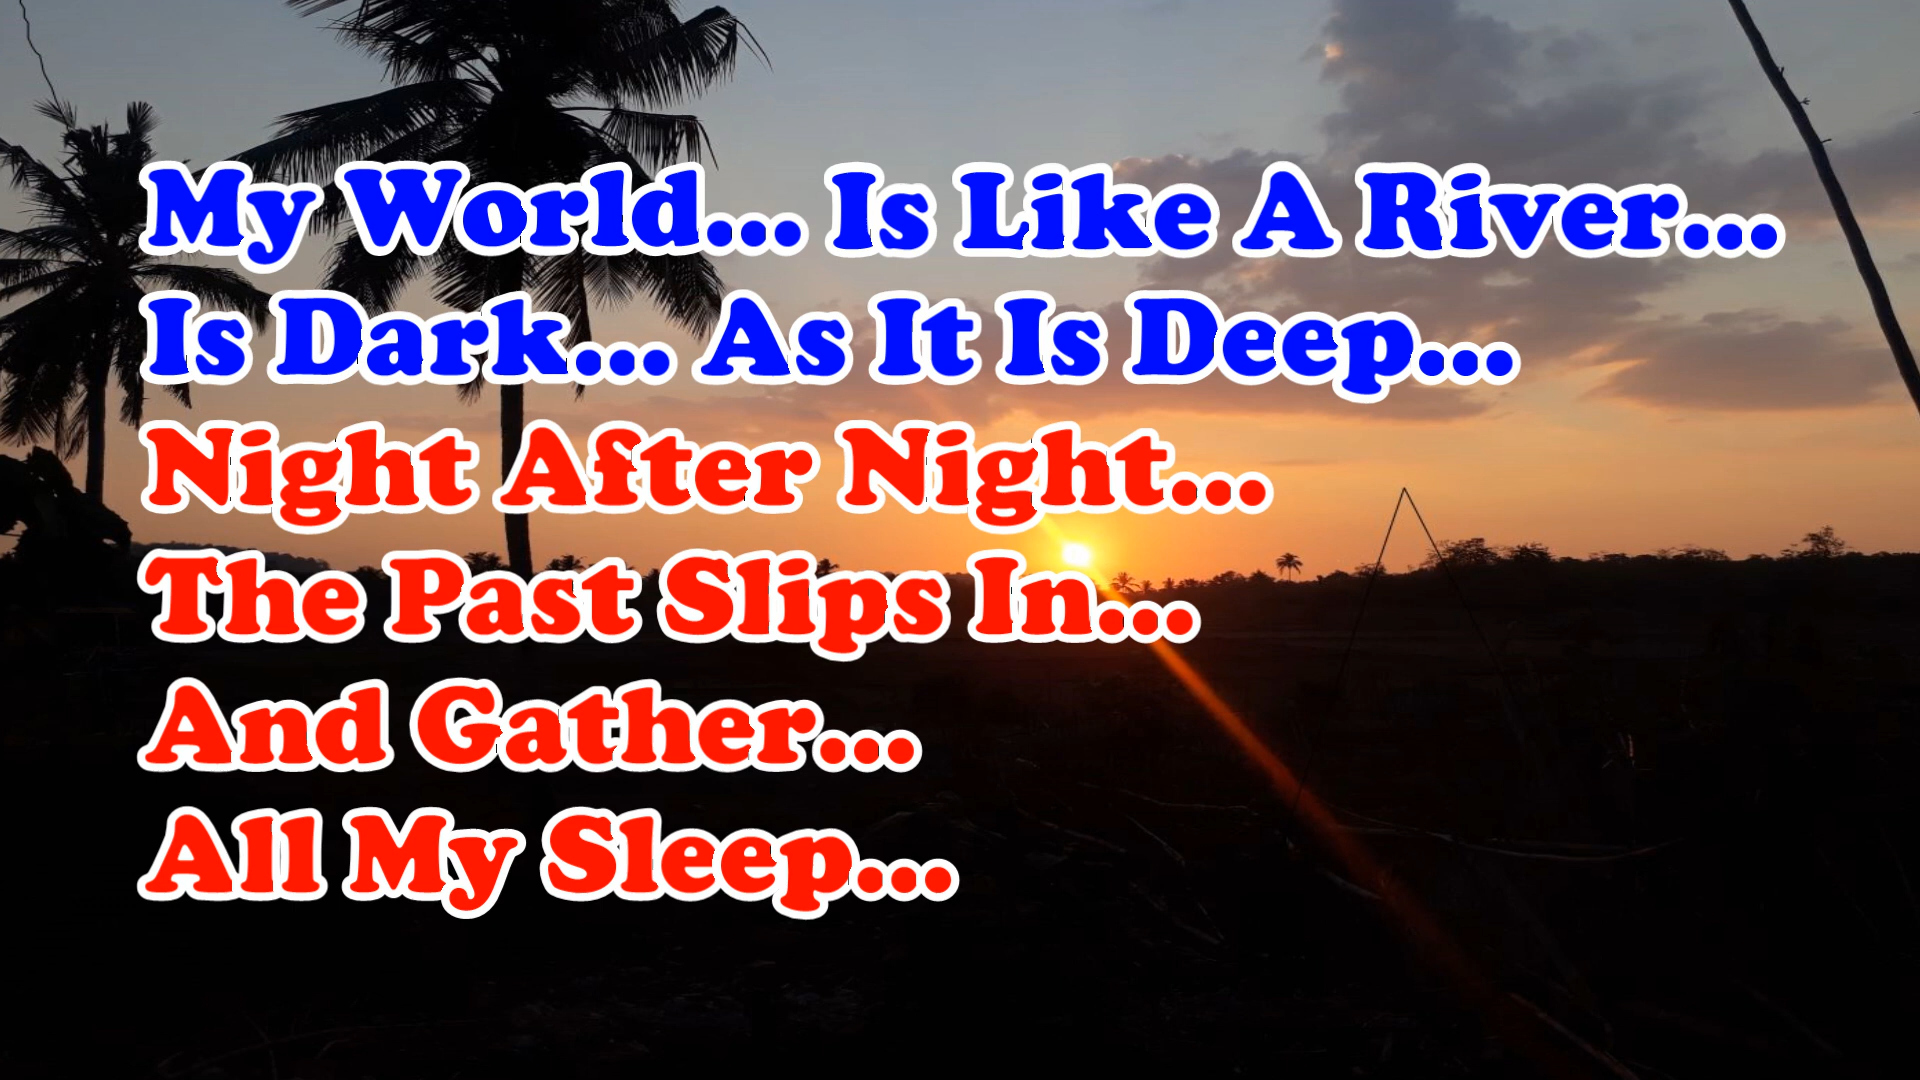 My World... Is Like A River...
Is Dark... As It Is Deep...
Night After Night...
The Past Slips In...
And Gather...
All My Sleep...